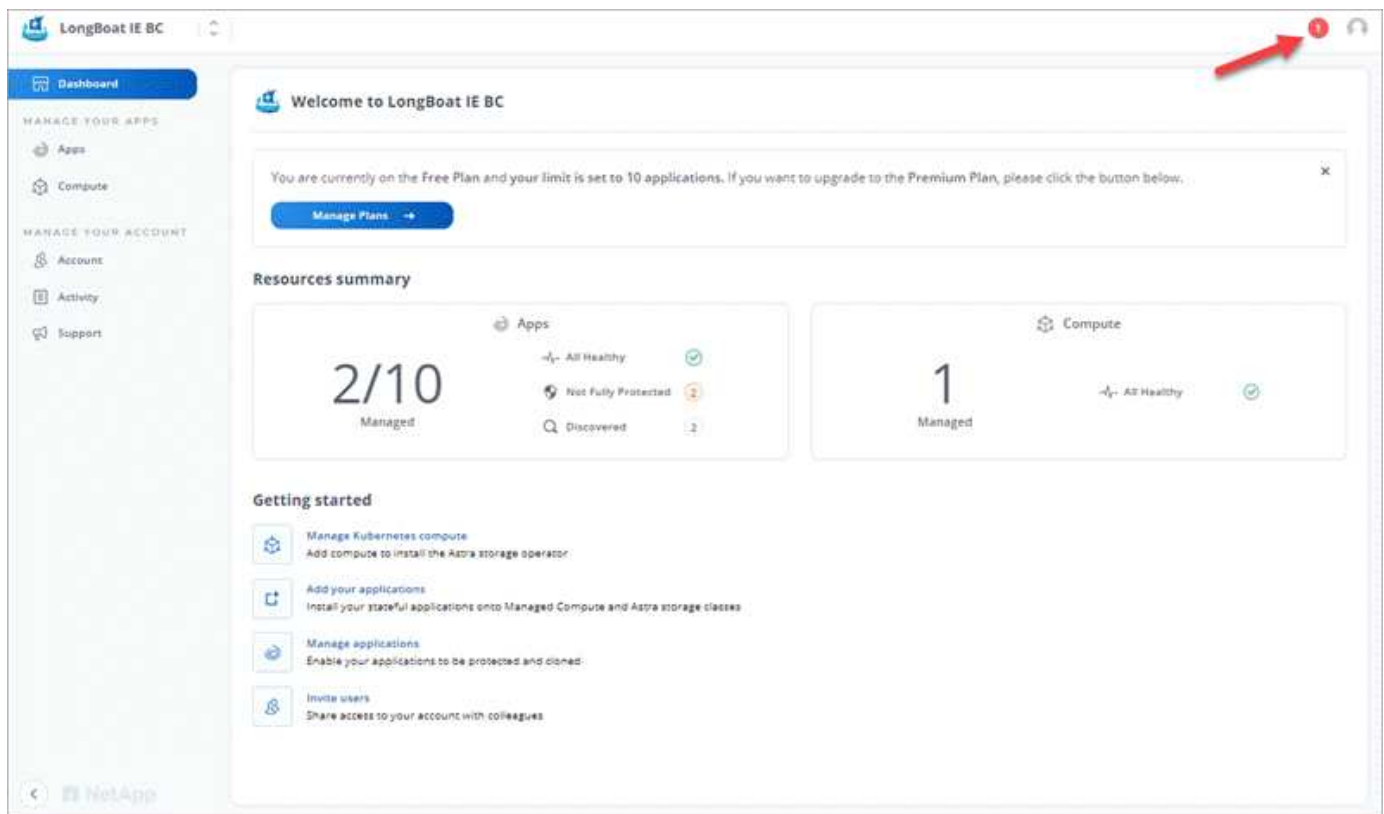 LongBoat IE BC
1
Dashboard
MANAGE YOUR APPS
Apps
Compute
MANAGE YOUR ACCOUNT
Account
Activity
Support
Welcome to LongBoat IE BC
You are currently on the Free Plan and your limit is set to 10 applications. If you want to upgrade to the Premium Plan, please click the button below.
Manage Plans
Resources summary
Apps
2/10
Managed
All Healthy
Not Fully Protected 2
Discovered 2
Compute
1
Managed
All Healthy
Getting started
Manage Kubernetes compute
Add compute to install the Astra storage operator
Add your applications
Install your stateful applications onto Managed Compute and Astra storage classes
Manage applications
Enable your applications to be protected and cloned
Invite users
Share access to your account with colleagues
NetApp